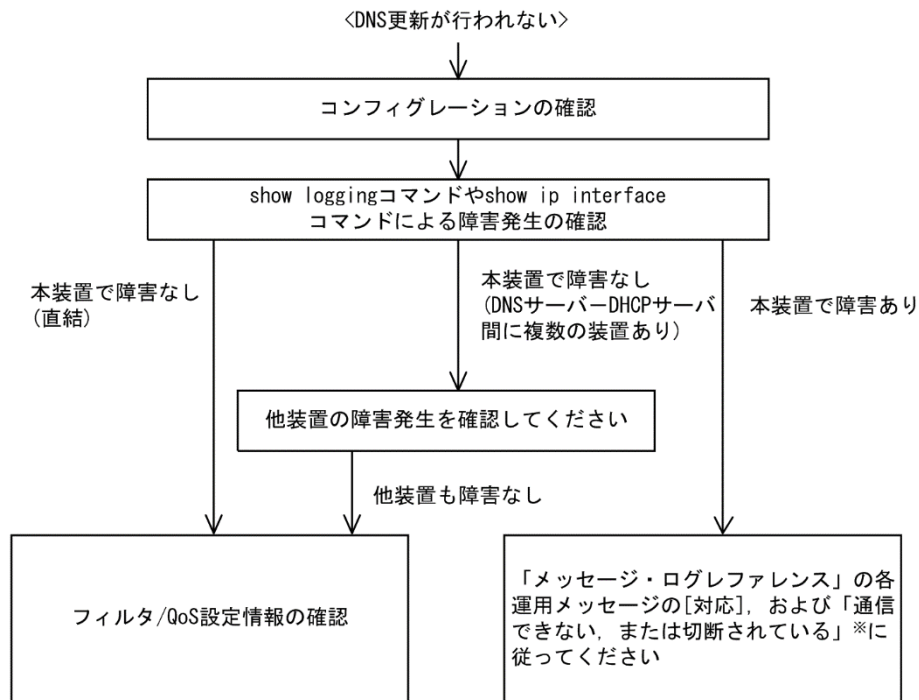 <DNS更新が行われない>
コンフィグレーションの確認
show loggingコマンドやshow ip interface
コマンドによる障害発生の確認
本装置で障害なし
(直結)
本装置で障害なし
(DNSサーバーDHCPサーバ
間に複数の装置あり)
本装置で障害あり
他装置の障害発生を確認してください
他装置も障害なし
フィルタ/QoS設定情報の確認
「メッセージ・ログレファレンス」の各
運用メッセージの[対応],および「通信
できない,または切断されている」※に
従ってください